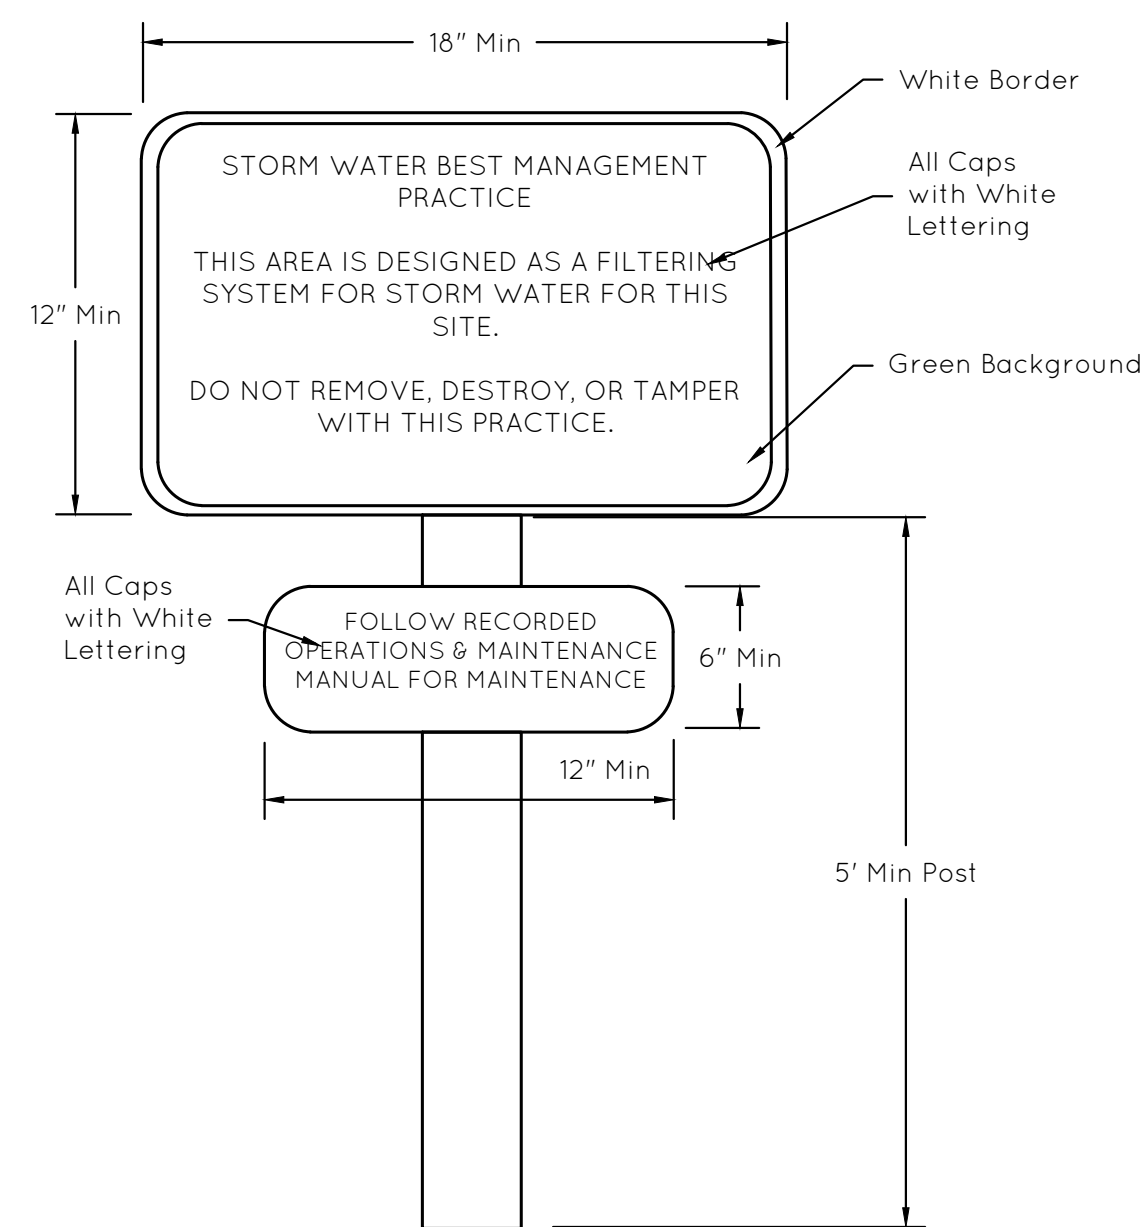 18" Min
White Border
STORM WATER BEST MANAGEMENT
PRACTICE
All Caps
with White
Lettering
THIS AREA IS DESIGNED AS A FILTERING
SYSTEM FOR STORM WATER FOR THIS
SITE.
12" Min
Green Background
DO NOT REMOVE, DESTROY, OR TAMPER
WITH THIS PRACTICE.
All Caps
with White
Lettering
FOLLOW RECORDED
OPERATIONS & MAINTENANCE
MANUAL FOR MAINTENANCE
6" Min
12" Min
5' Min Post